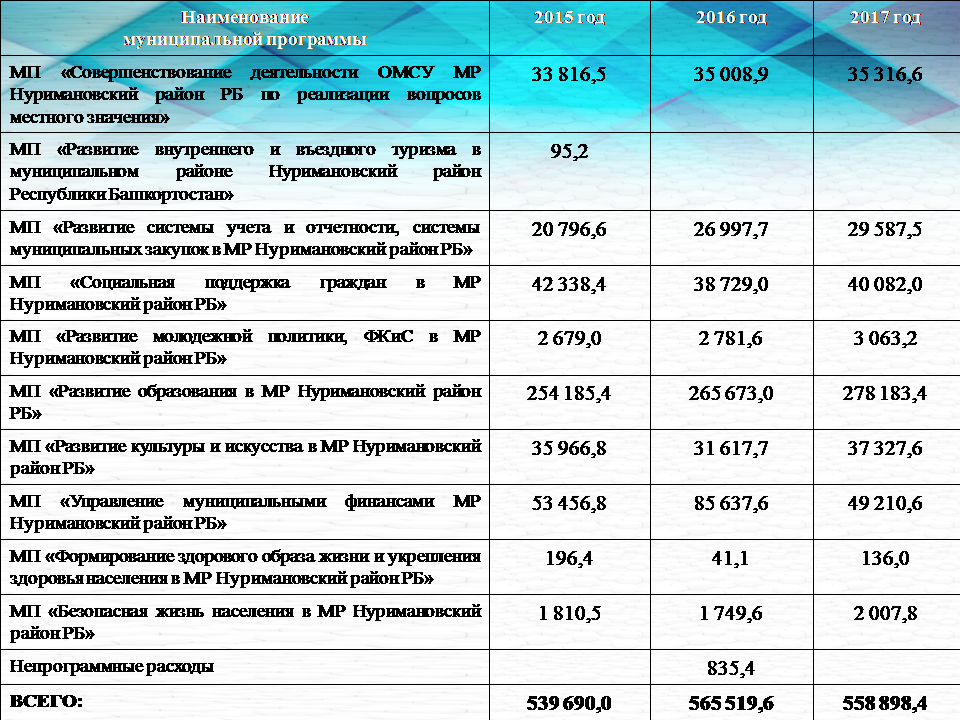 Наименование
муниципальной программы
2015 год
2016 год
2017 год
МП «Совершенствование деятельности ОМСУ МР
Нуримановский район РБ по реализации вопросов
местного значения»
33 816,5
35 008,9
35 316,6
МП «Развитие внутреннего и въездного туризма в
муниципальном районе Нуримановский район
Республики Башкортостан»
95,2
МП «Развитие системы учета и отчетности, системы
муниципальных закупок в МР Нуримановский район РБ»
20 796,6
26 997,7
29 587,5
МП «Социальная поддержка граждан в МР
Нуримановский район РБ»
42 338,4
38 729,0
40 082,0
МП «Развитие молодежной политики, ФКиС в МР
Нуримановский район РБ»
2 679,0
2 781,6
3 063,2
МП «Развитие образования в МР Нуримановский район
РБ»
254 185,4
265 673,0
278 183,4
МП «Развитие культуры и искусства в МР Нуримановский
район РБ»
35 966,8
31 617,7
37 327,6
МП «Управление муниципальными финансами МР
Нуримановский район РБ»
53 456,8
85 637,6
49 210,6
МП «Формирование здорового образа жизни и укрепления
здоровья населения в МР Нуримановский район РБ»
196,4
41,1
136,0
МП «Безопасная жизнь населения в МР Нуримановский
район РБ»
1 810,5
1 749,6
2 007,8
Непрограммные расходы
835,4
ВСЕГО:
539 690,0
565 519,6
558 898,4